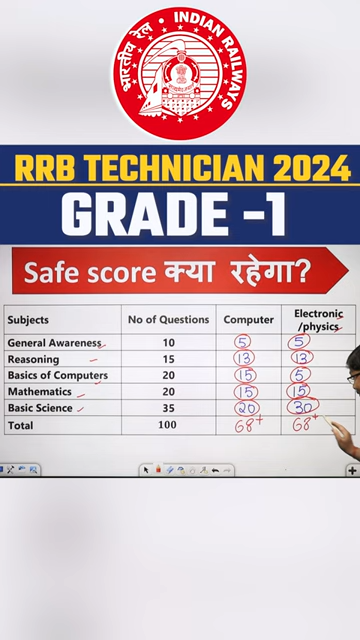 भारतीय रेल
INDIAN RAILWAYS
RRB TECHNICIAN 2024
GRADE -1
Safe score क्या रहेगा?
Subjects No of Questions Computer Electronic /physics
General Awareness 10 5 5
Reasoning 15 13 13
Basics of Computers 20 15 5
Mathematics 20 15 15
Basic Science 35 20 30
Total 100 68+ 68+